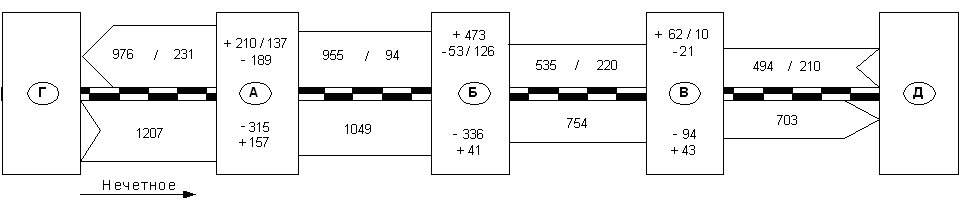 976 / 231
+ 210 / 137
- 189
955 / 94
+ 473
- 53 / 126
535 / 220
+ 62 / 10
- 21
494 / 210
Г
А
Б
В
Д
1207
- 315
+ 157
1049
- 336
+ 41
754
- 94
+ 43
703
Нечетное